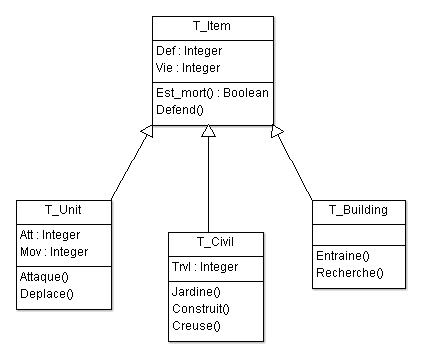 T_Item
Def : Integer
Vie : Integer
Est_mort() : Boolean
Defend()
T_Unit
Att : Integer
Mov : Integer
Attaque()
Deplace()
T_Civil
Trvl : Integer
Jardine()
Construit()
Creuse()
T_Building
Entraine()
Recherche()